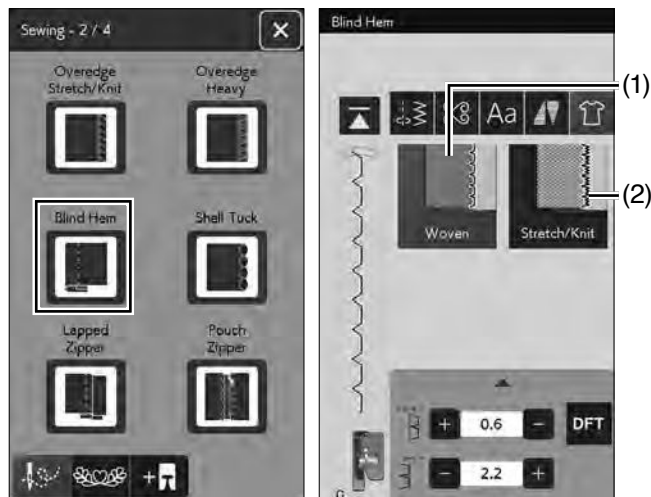 Sewing - 2 / 4
Overedge
Stretch/Knit
Overedge
Heavy
Blind Hem
Shell Tuck
Lapped
Zipper
Pouch
Zipper
Blind Hem
Aa
(1)
(2)
Woven
Stretch/Knit
+ 0.6 -
DFT
- 2.2 +